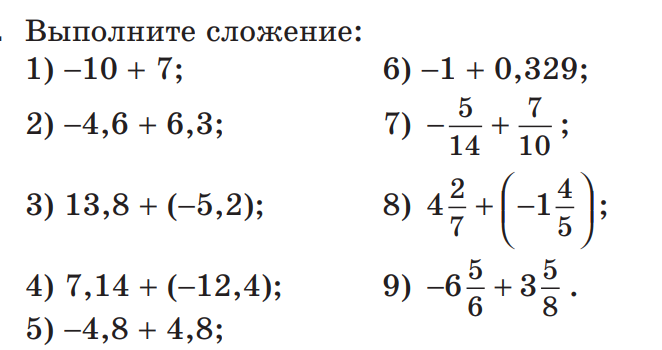 Выполните сложение:
1) –10 + 7;
2) –4,6 + 6,3;
3) 13,8 + (–5,2);
4) 7,14 + (–12,4);
5) –4,8 + 4,8;
6) –1 + 0,329;
7) –5/14 + 7/10;
8) 4 2/7 + (–1 4/5);
9) –6 5/6 + 3 5/8.